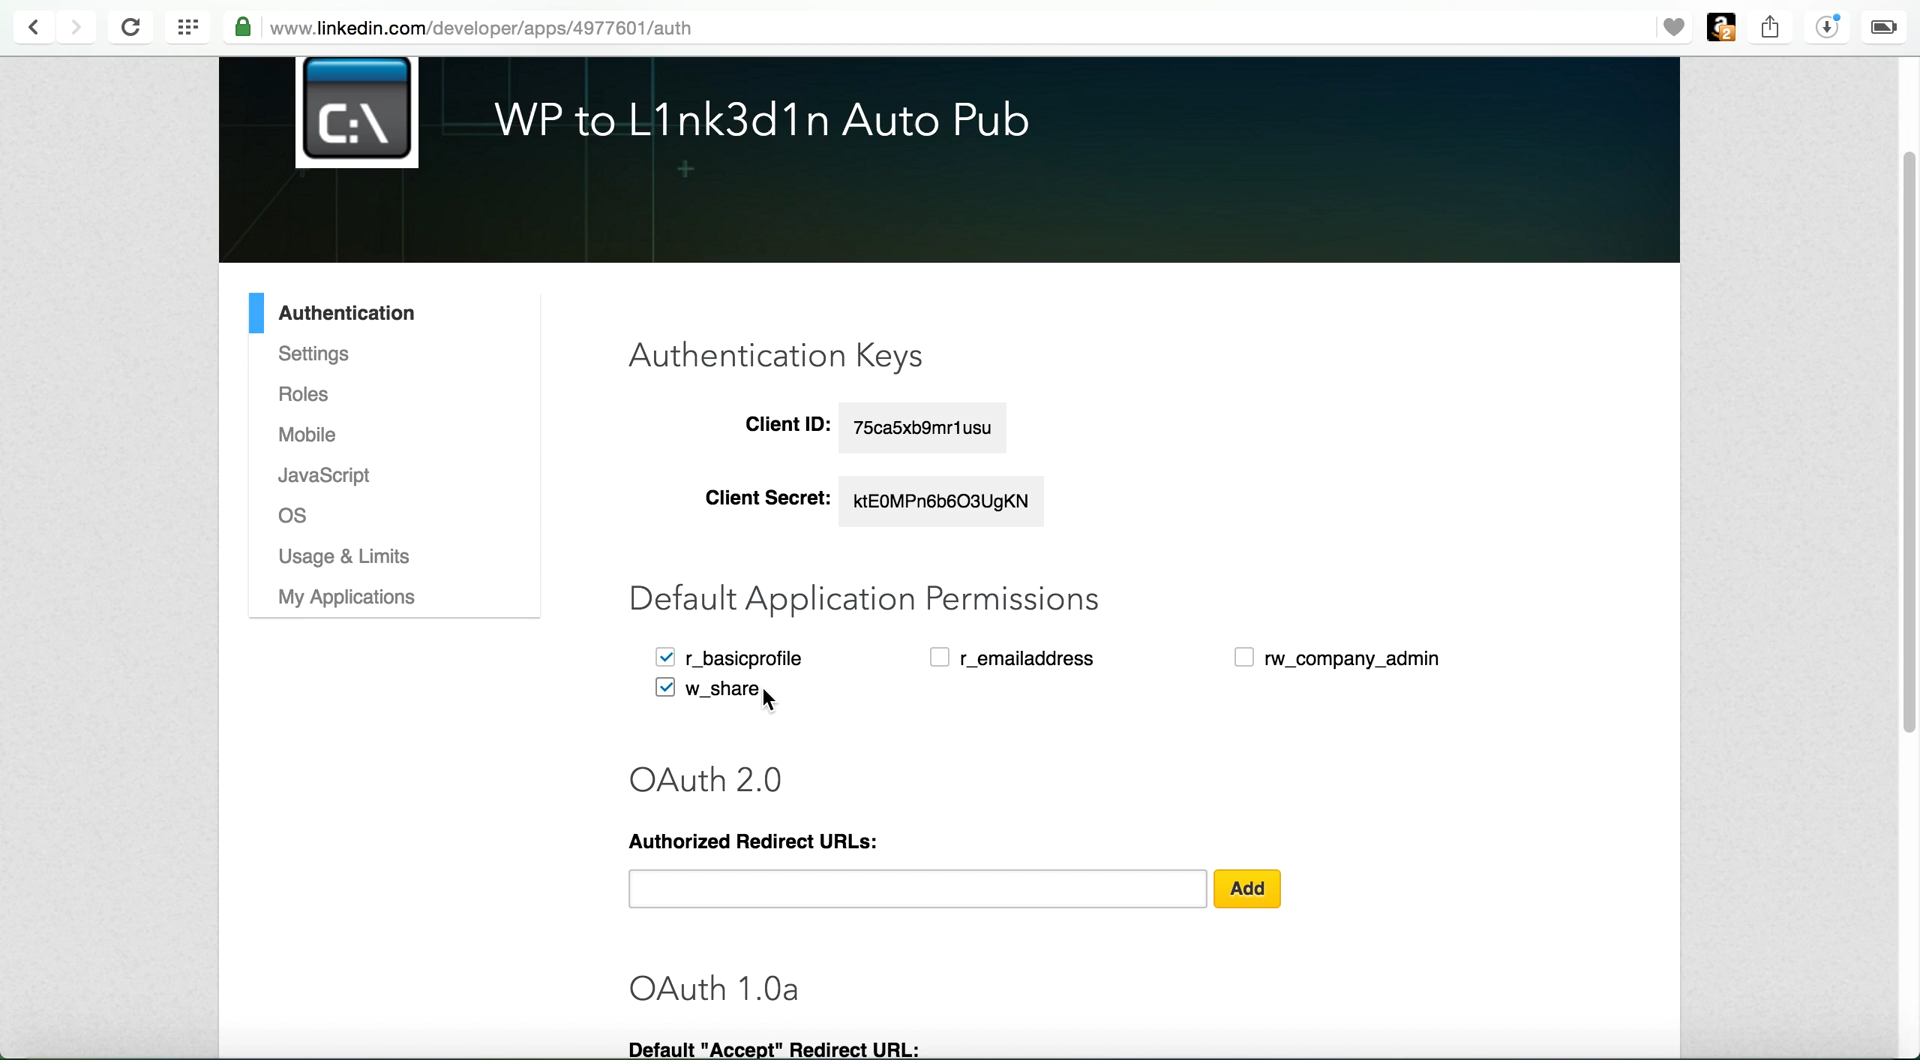 www.linkedin.com/developer/apps/4977601/auth
a
2
C:\
WP to L1nk3d1n Auto Pub
Authentication
Settings
Roles
Mobile
JavaScript
OS
Usage & Limits
My Applications
Authentication Keys
Client ID: 75ca5xb9mr1usu
Client Secret: ktE0MPn6b6O3UgKN
Default Application Permissions
r_basicprofile r_emailaddress rw_company_admin
w_share
OAuth 2.0
Authorized Redirect URLs:
Add
OAuth 1.0a
Default "Accept" Redirect URL: